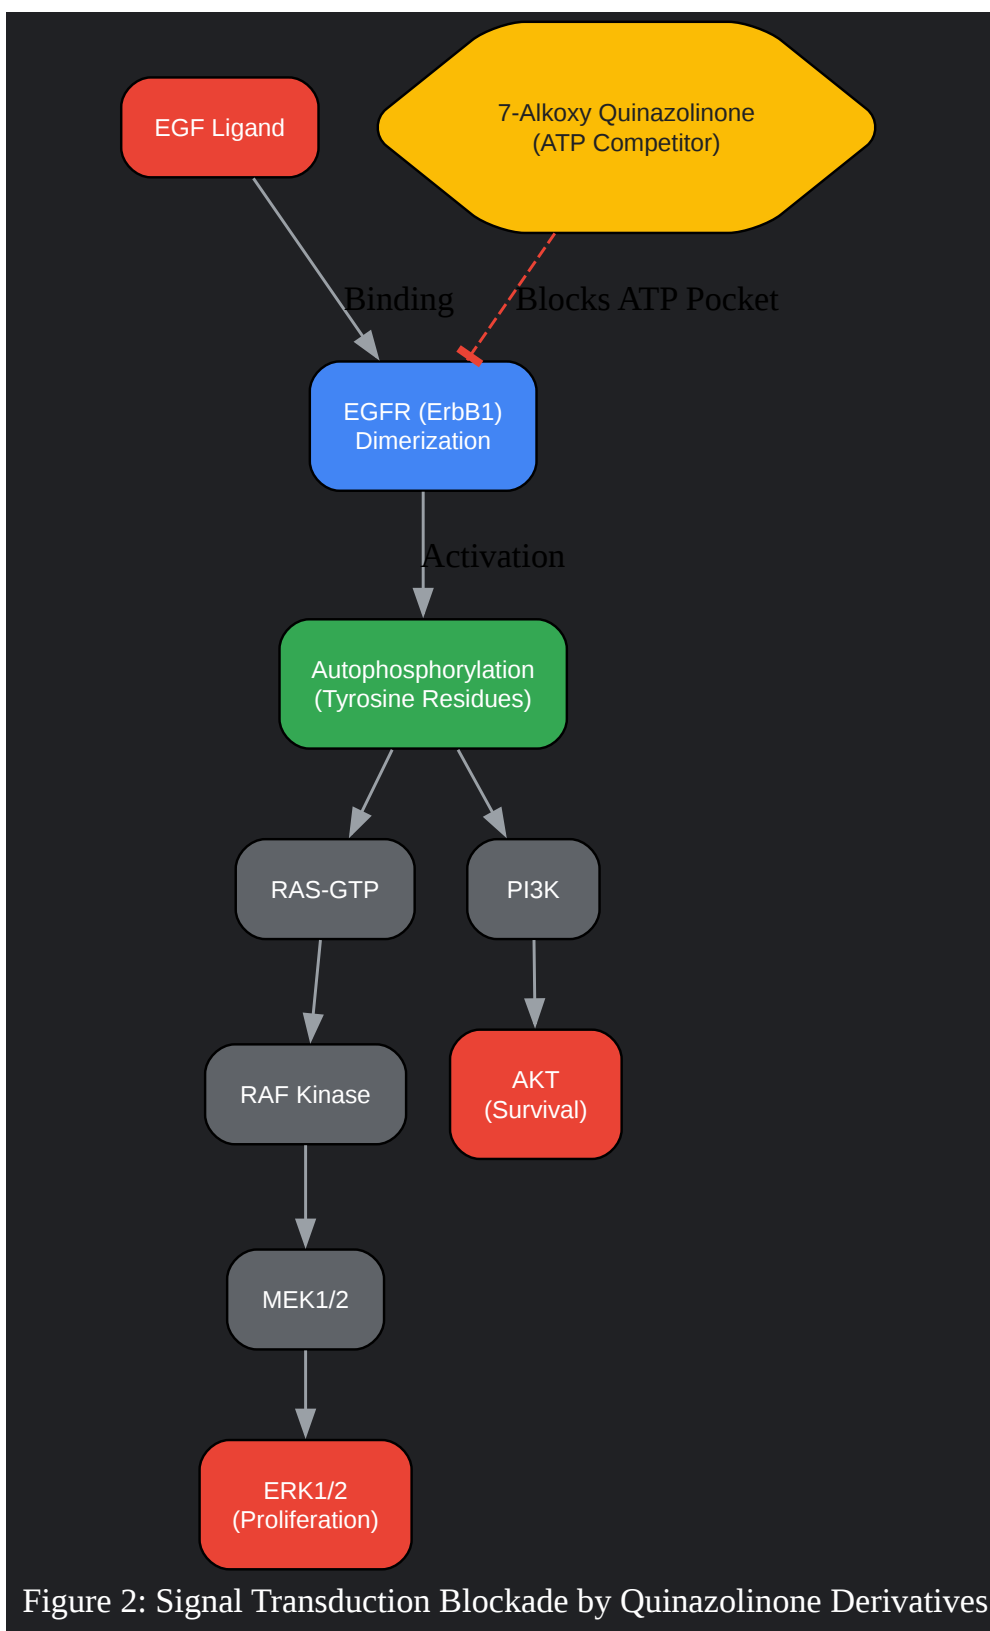 EGF Ligand
7-Alkoxy Quinazolinone
(ATP Competitor)
Binding
Blocks ATP Pocket
EGFR (ErbB1)
Dimerization
Activation
Autophosphorylation
(Tyrosine Residues)
RAS-GTP
PI3K
RAF Kinase
AKT
(Survival)
MEK1/2
ERK1/2
(Proliferation)
Figure 2: Signal Transduction Blockade by Quinazolinone Derivatives